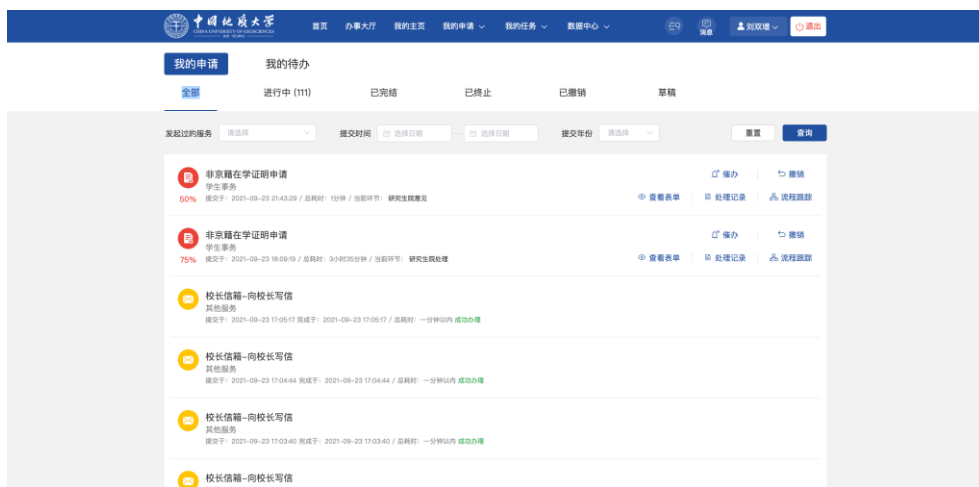 中国地质大学 首页 办事大厅 我的主页 我的申请 我的任务 数据中心 消息 刘双增 退出
CHINA UNIVERSITY OF GEOSCIENCES
我的申请 我的待办
全部 进行中 (111) 已完结 已终止 已撤销 草稿
发起过的服务 请选择 提交时间 选择日期 — 选择日期 提交年份 请选择 重置 查询
非京籍在学证明申请 催办 撤销
学生事务
50% 提交于：2021-09-23 21:43:29 / 总耗时：1分钟 / 当前环节：研究生院意见 查看表单 处理记录 流程跟踪
非京籍在学证明申请 催办 撤销
学生事务
75% 提交于：2021-09-23 18:09:19 / 总耗时：3小时35分钟 / 当前环节：研究生院处理 查看表单 处理记录 流程跟踪
校长信箱-向校长写信
其他服务
提交于：2021-09-23 17:05:17 完成于：2021-09-23 17:05:17 / 总耗时：一分钟以内 成功办理
校长信箱-向校长写信
其他服务
提交于：2021-09-23 17:04:44 完成于：2021-09-23 17:04:44 / 总耗时：一分钟以内 成功办理
校长信箱-向校长写信
其他服务
提交于：2021-09-23 17:03:40 完成于：2021-09-23 17:03:40 / 总耗时：一分钟以内 成功办理
校长信箱-向校长写信